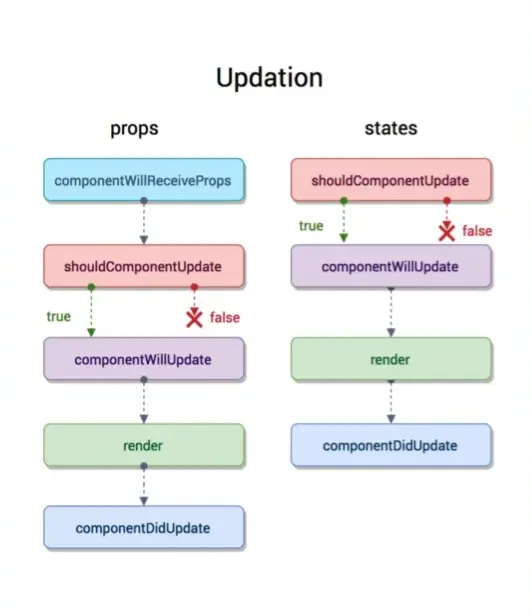 Updation
props
componentWillReceiveProps
shouldComponentUpdate
true
false
componentWillUpdate
render
componentDidUpdate
states
shouldComponentUpdate
true
false
componentWillUpdate
render
componentDidUpdate